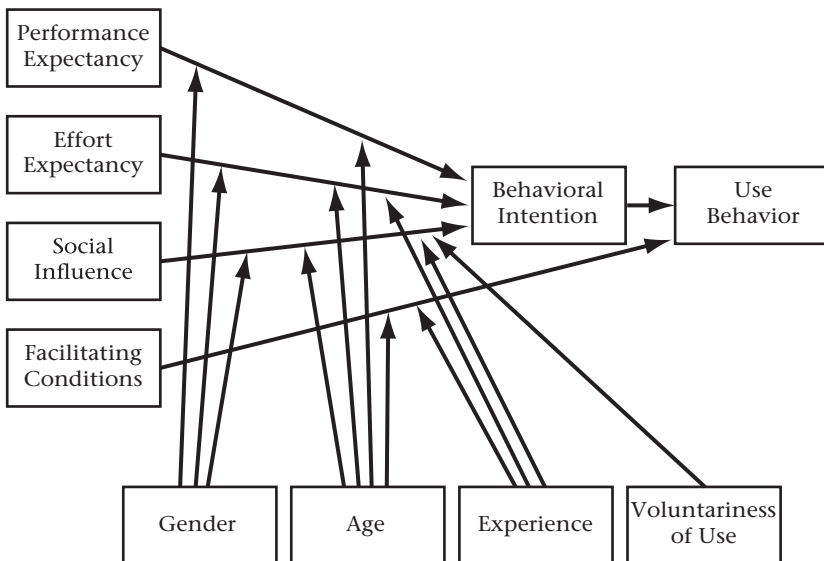 Performance
Expectancy
Effort
Expectancy
Social
Influence
Facilitating
Conditions
Behavioral
Intention
Use
Behavior
Gender
Age
Experience
Voluntariness
of Use